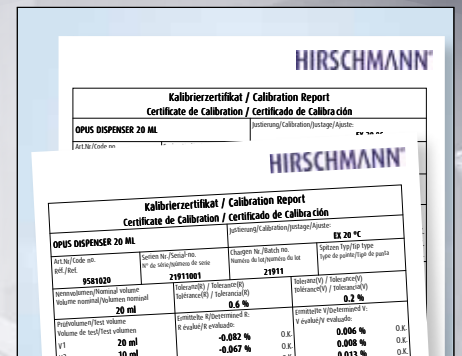 HIRSCHMANN®
Kalibrierzertifikat / Calibration Report
Certificate de Calibration / Certificado de Calibración
OPUS DISPENSER 20 ML
Justierung/Calibration/Justage/Ajuste:
EX 20 °C
Art.Nr/Code no.
HIRSCHMANN®
Kalibrierzertifikat / Calibration Report
Certificate de Calibration / Certificado de Calibración
OPUS DISPENSER 20 ML
Justierung/Calibration/Justage/Ajuste:
EX 20 °C
Art.Nr/Code no.
Réf./Ref.
9581020
Serien Nr./Serial-no.
N° de série/Número de serie
21911001
Chargen Nr./Batch no.
Numéro de lot/Número du lot
21911
Spitzen Typ/Tip type
Type de pointe/Tipo de punta
Nennvolumen/Nominal volume
Volume nominal/Volumen nominal
20 ml
Toleranz(R) / Tolerance(R)
Tolérance(R) / Tolerancia(R)
0.6 %
Toleranz(V) / Tolerance(V)
Tolérance(V) / Tolerancia(V)
0.2 %
Prüfvolumen/Test volume
Volume de test/Test volumen
Ermittelte R/Determined R:
R évalué/R evaluado:
Ermittelte V/Determined V:
V évalué/V evaluado:
V1 20 ml -0.082 % O.K. 0.006 % O.K.
10 ml -0.067 % O.K. 0.008 % O.K.
0.013 % O.K.